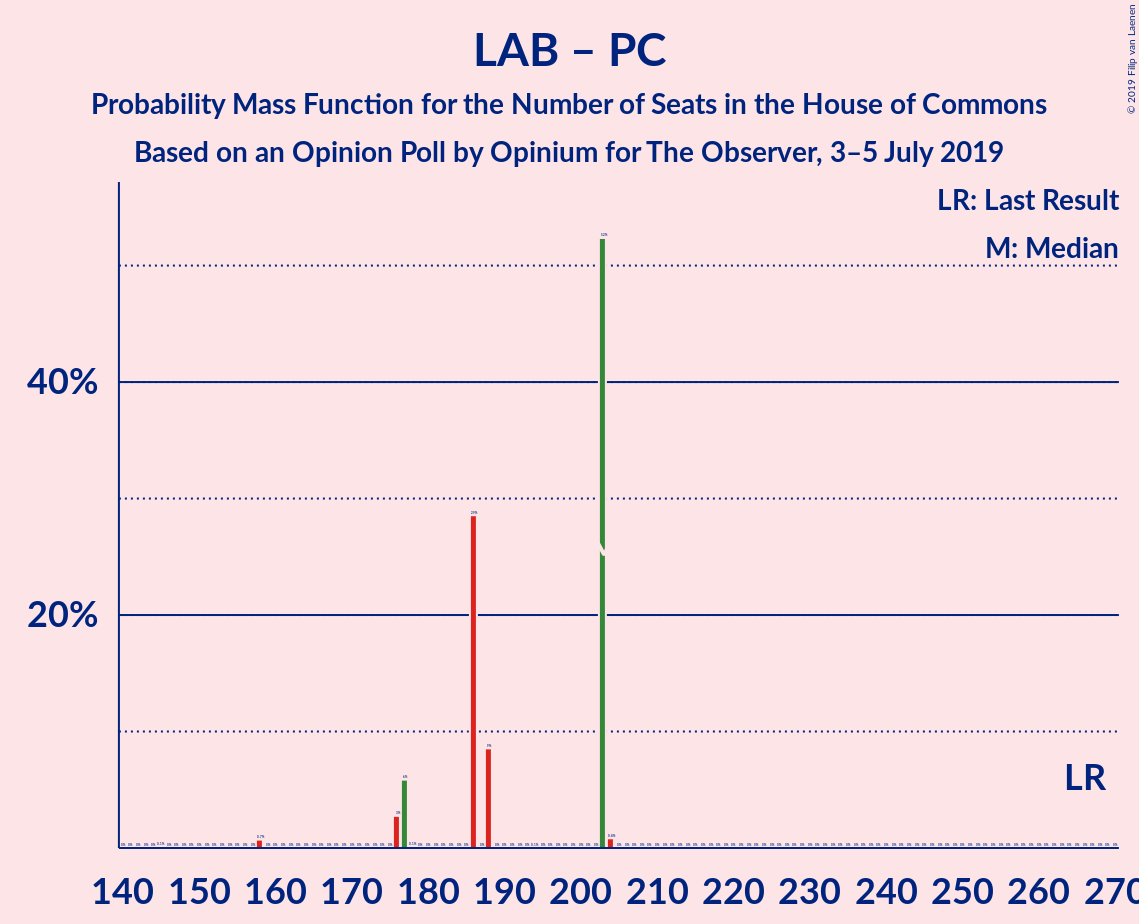 LAB – PC
Probability Mass Function for the Number of Seats in the House of Commons
Based on an Opinion Poll by Opinium for The Observer, 3–5 July 2019
© 2019 Filip van Laenen
LR: Last Result
M: Median
40%
20%
LR
140 150 160 170 180 190 200 210 220 230 240 250 260 270